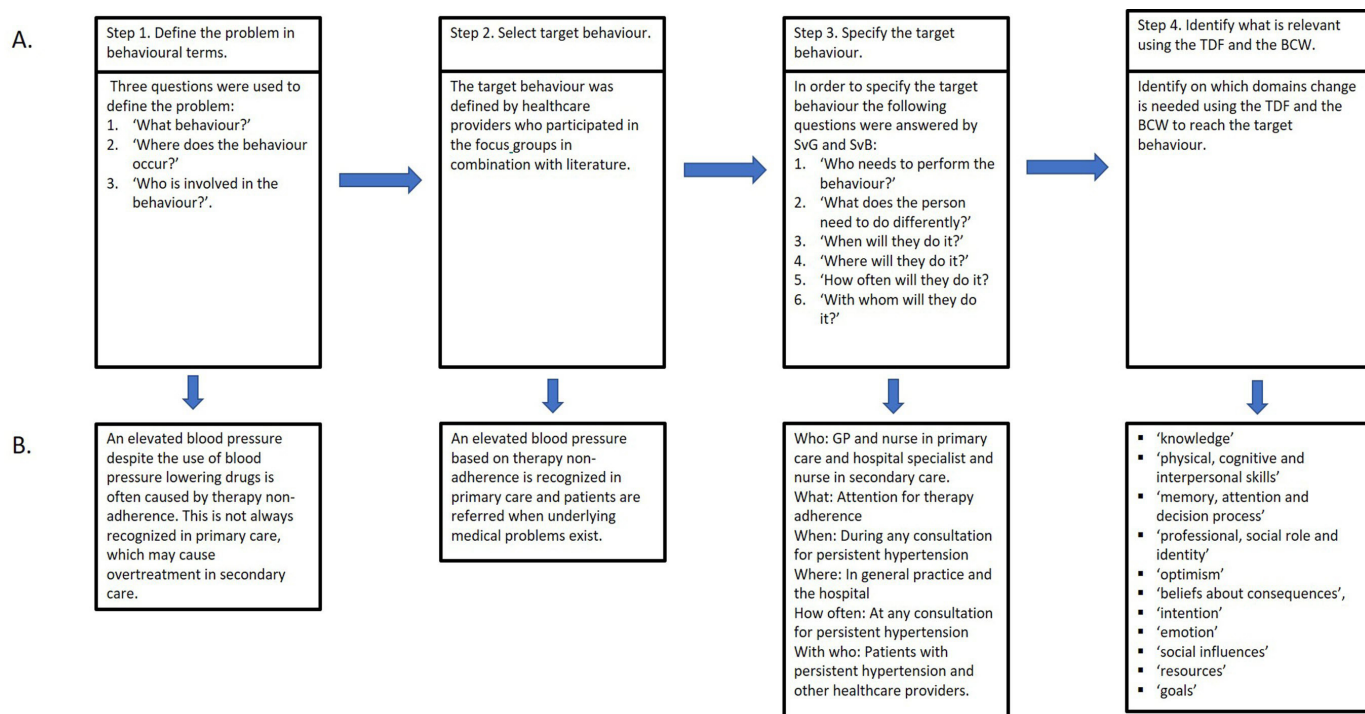 A.
Step 1. Define the problem in
behavioural terms.
Three questions were used to
define the problem:
1. ‘What behaviour?’
2. ‘Where does the behaviour
occur?’
3. ‘Who is involved in the
behaviour?’.
Step 2. Select target behaviour.
The target behaviour was
defined by healthcare
providers who participated in
the focus groups in
combination with literature.
Step 3. Specify the target
behaviour.
In order to specify the target
behaviour the following
questions were answered by
SvG and SvB:
1. ‘Who needs to perform the
behaviour?’
2. ‘What does the person
need to do differently?’
3. ‘When will they do it?’
4. ‘Where will they do it?’
5. ‘How often will they do it?
6. ‘With whom will they do
it?’
Step 4. Identify what is relevant
using the TDF and the BCW.
Identify on which domains change
is needed using the TDF and the
BCW to reach the target
behaviour.
B.
An elevated blood pressure
despite the use of blood
pressure lowering drugs is
often caused by therapy non-
adherence. This is not always
recognized in primary care,
which may cause
overtreatment in secondary
care.
An elevated blood pressure
based on therapy non-
adherence is recognized in
primary care and patients are
referred when underlying
medical problems exist.
Who: GP and nurse in primary
care and hospital specialist and
nurse in secondary care.
What: Attention for therapy
adherence
When: During any consultation
for persistent hypertension
Where: In general practice and
the hospital
How often: At any consultation
for persistent hypertension
With who: Patients with
persistent hypertension and
other healthcare providers.
▪ ‘knowledge’
▪ ‘physical, cognitive and
interpersonal skills’
▪ ‘memory, attention and
decision process’
▪ ‘professional, social role and
identity’
▪ ‘optimism’
▪ ‘beliefs about consequences’,
▪ ‘intention’
▪ ‘emotion’
▪ ‘social influences’
▪ ‘resources’
▪ ‘goals’